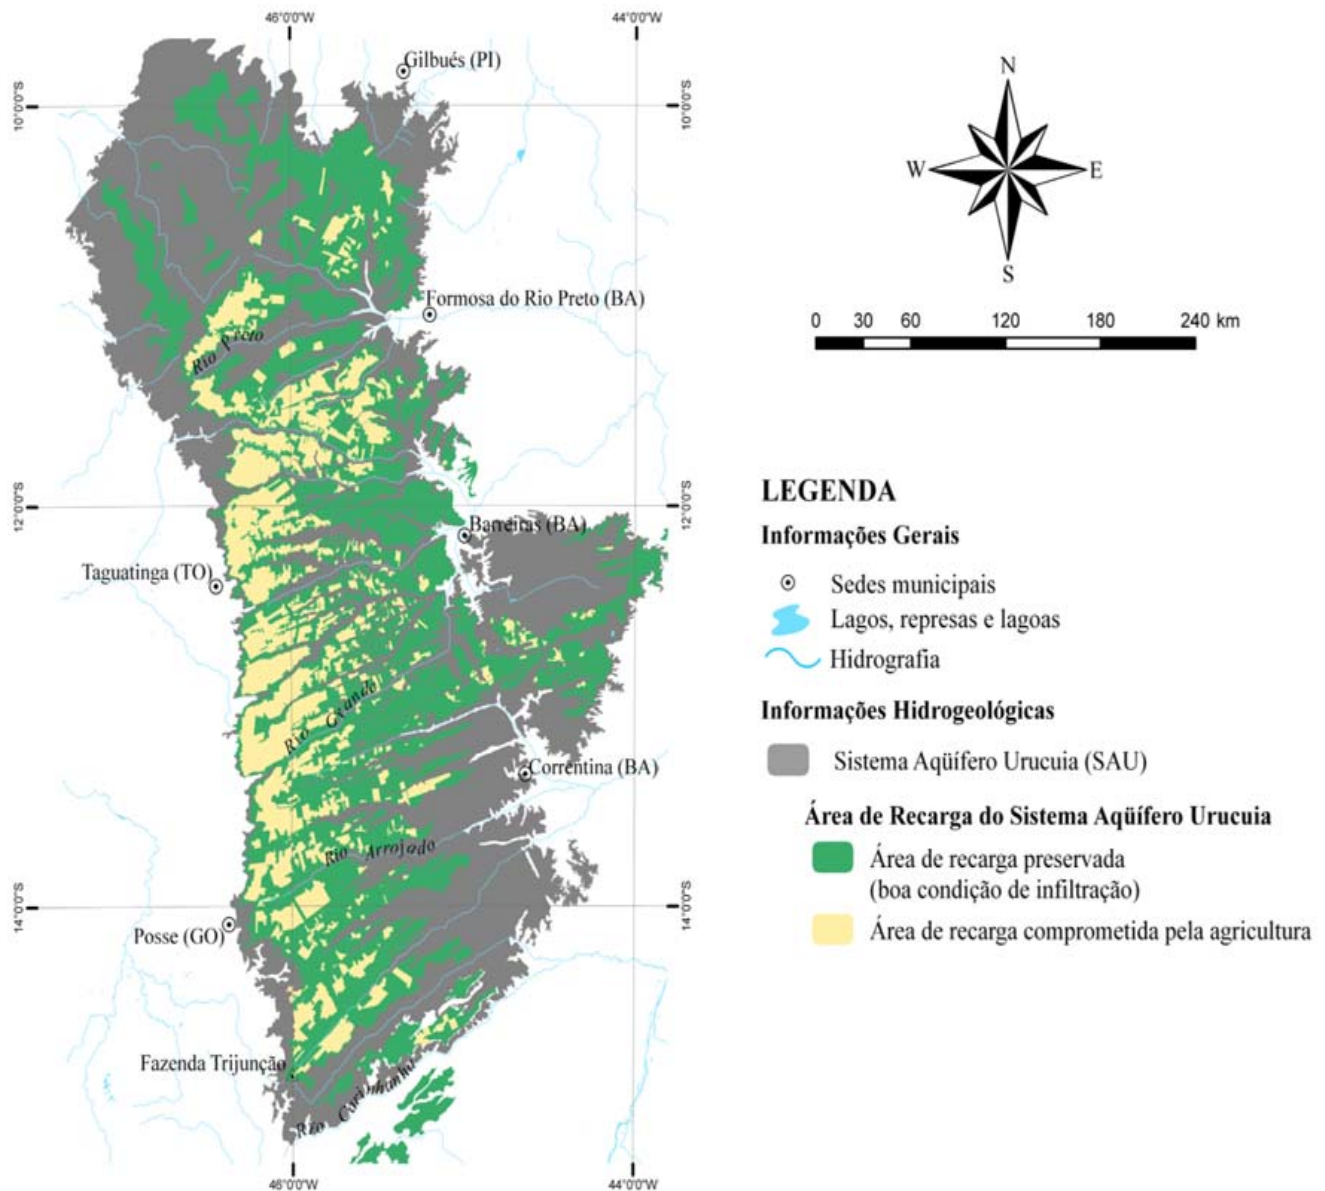 46°0'0"W
44°0'0"W
Gilbués (PI)
10°0'0"S
10°0'0"S
Formosa do Rio Preto (BA)
Rio Preto
12°0'0"S
12°0'0"S
Barreiras (BA)
Taguatinga (TO)
Rio Grande
Correntina (BA)
Rio Arrojado
14°0'0"S
14°0'0"S
Posse (GO)
Fazenda Trijunção
Rio Carinhanha
46°0'0"W
44°0'0"W
N
W
E
S
0 30 60 120 180 240 km
LEGENDA
Informações Gerais
Sedes municipais
Lagos, represas e lagoas
Hidrografia
Informações Hidrogeológicas
Sistema Aqüífero Urucuia (SAU)
Área de Recarga do Sistema Aqüífero Urucuia
Área de recarga preservada
(boa condição de infiltração)
Área de recarga comprometida pela agricultura